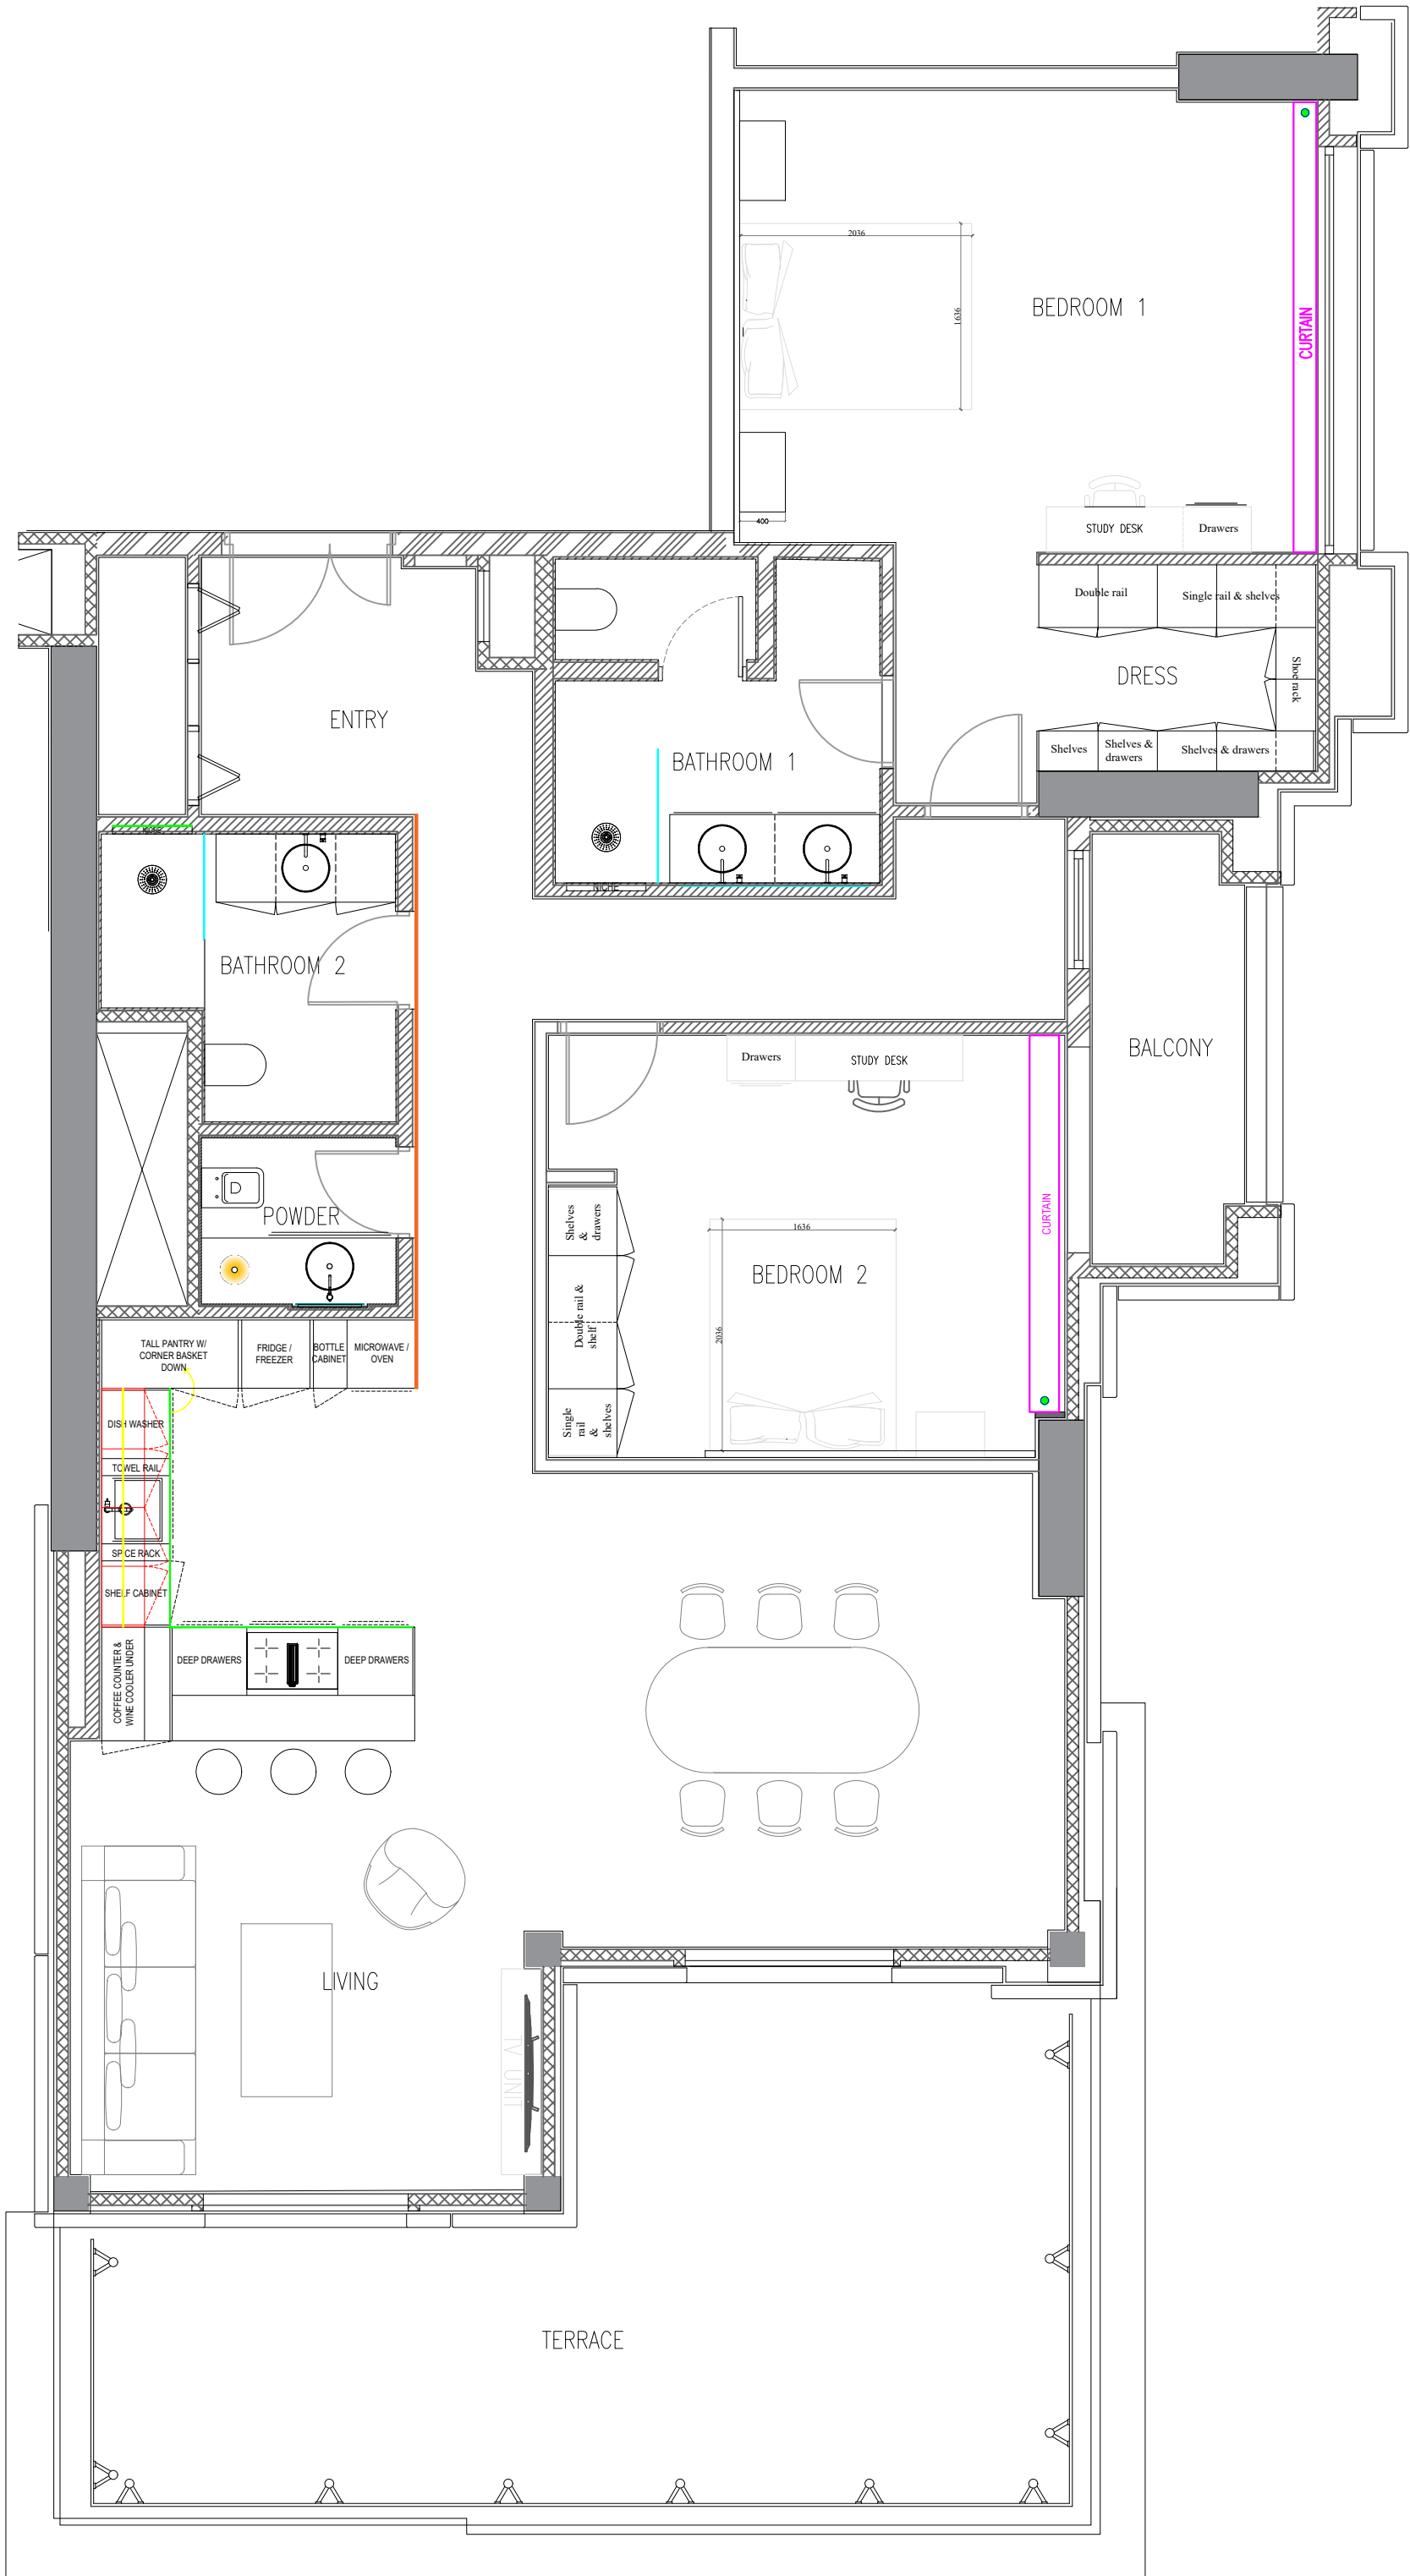 2036
1636
BEDROOM 1
CURTAIN
400
STUDY DESK
Drawers
Double rail
Single rail & shelves
Shoe rack
DRESS
Shelves
Shelves &
drawers
Shelves & drawers
ENTRY
BATHROOM 1
NICHE
NICHE
BATHROOM 2
BALCONY
Drawers
STUDY DESK
POWDER
Shelves
&
drawers
CURTAIN
1636
BEDROOM 2
2036
Double rail &
shelf
Single
rail
&
shelves
TALL PANTRY W/
CORNER BASKET
DOWN
FRIDGE /
FREEZER
BOTTLE
CABINET
MICROWAVE /
OVEN
DISH WASHER
TOWEL RAIL
SPICE RACK
SHELF CABINET
COFFEE COUNTER &
WINE COOLER UNDER
DEEP DRAWERS
DEEP DRAWERS
LIVING
TV UNIT
TERRACE